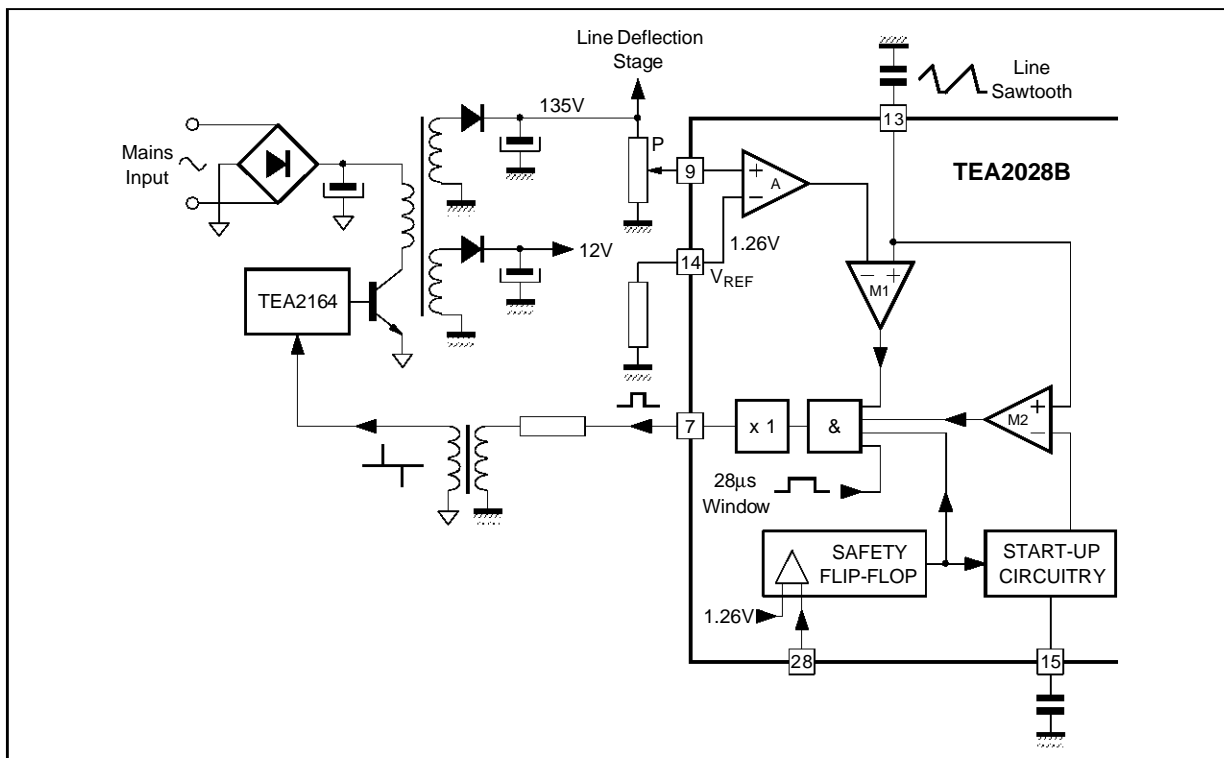 Line Deflection
Stage
Line
Sawtooth
135V
13
Mains
Input
P
9
+
−
A
TEA2028B
12V
14
1.26V
VREF
− +
M1
TEA2164
7
x 1
&
M2
+
−
28μs
Window
SAFETY
FLIP-FLOP
START-UP
CIRCUITRY
1.26V
28
15